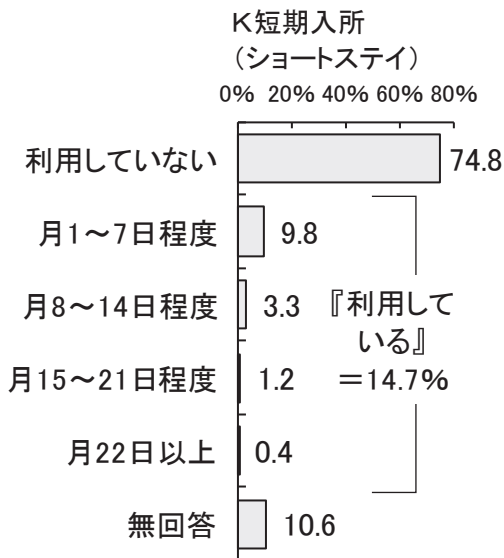 K短期入所
（ショートステイ）
0% 20% 40% 60% 80%
利用していない 74.8
月1～7日程度 9.8
月8～14日程度 3.3
月15～21日程度 1.2
月22日以上 0.4
無回答 10.6
『利用して
いる』
＝14.7%